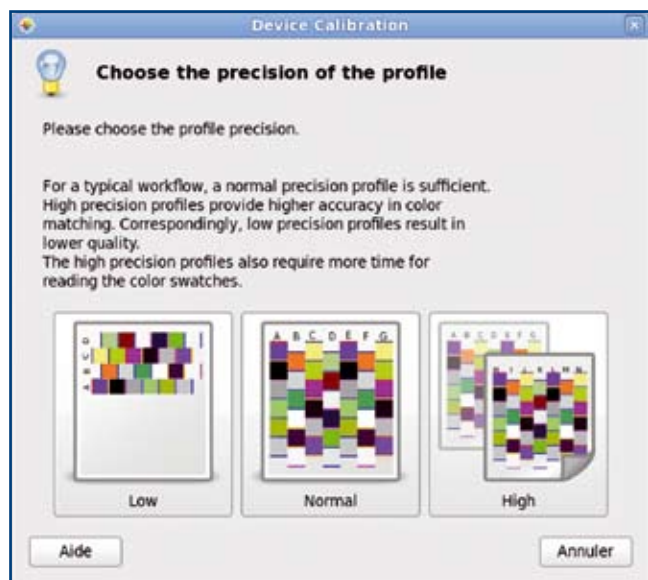 Device Calibration
Choose the precision of the profile
Please choose the profile precision.
For a typical workflow, a normal precision profile is sufficient.
High precision profiles provide higher accuracy in color
matching. Correspondingly, low precision profiles result in
lower quality.
The high precision profiles also require more time for
reading the color swatches.
A B C D E F G
Low
Normal
High
Aide
Annuler